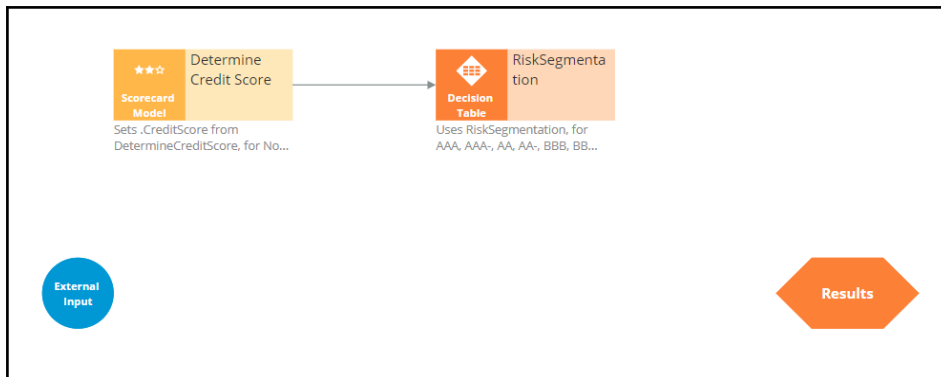 Determine
Credit Score
Scorecard
Model
Sets .CreditScore from
DetermineCreditScore, for No...
RiskSegmenta
tion
Decision
Table
Uses RiskSegmentation, for
AAA, AAA-, AA, AA-, BBB, BB...
External
Input
Results